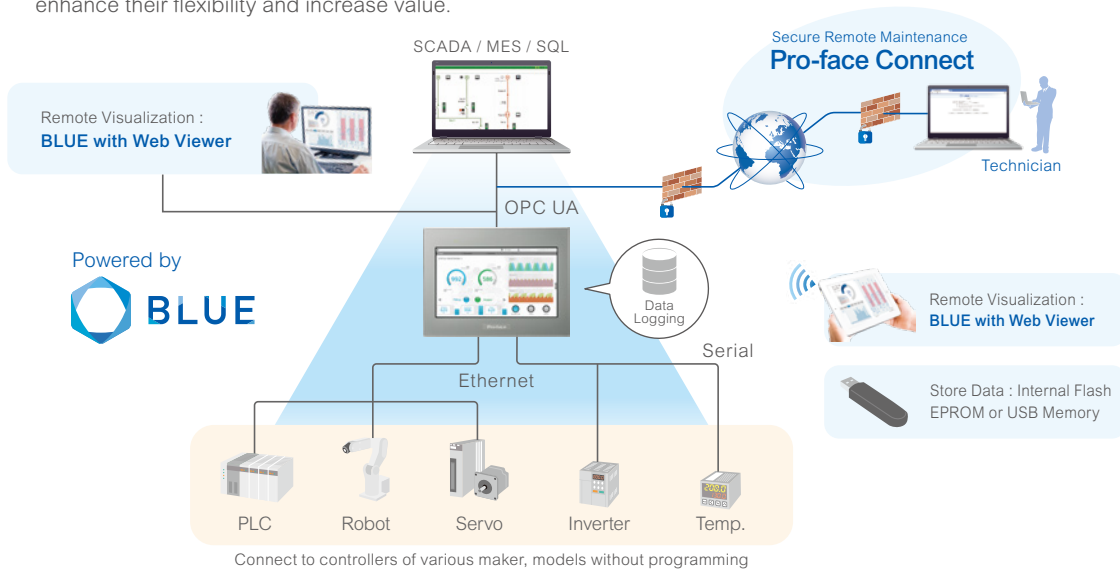 enhance their flexibility and increase value.
SCADA / MES / SQL
Secure Remote Maintenance
Pro-face Connect
Technician
Remote Visualization :
BLUE with Web Viewer
OPC UA
Powered by
BLUE
Data
Logging
Remote Visualization :
BLUE with Web Viewer
Serial
Ethernet
Store Data : Internal Flash
EPROM or USB Memory
PLC
Robot
Servo
Inverter
Temp.
Connect to controllers of various maker, models without programming